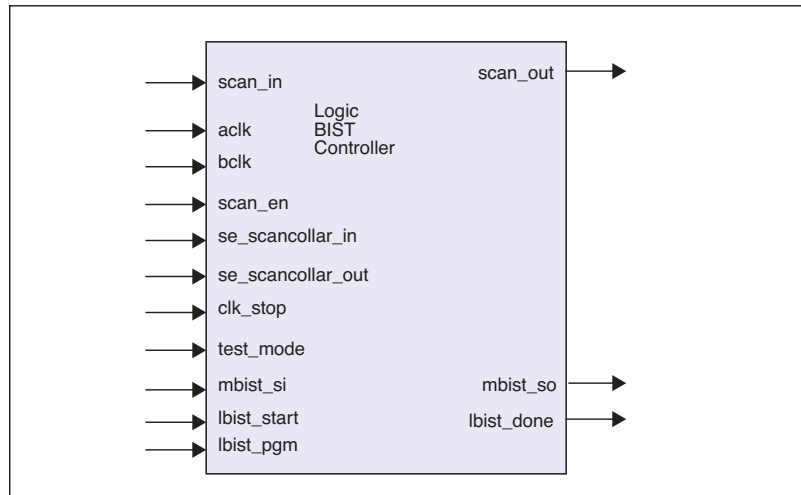 scan_in
scan_out
Logic
BIST
Controller
aclk
bclk
scan_en
se_scancollar_in
se_scancollar_out
clk_stop
test_mode
mbist_si
mbist_so
lbist_start
lbist_done
lbist_pgm